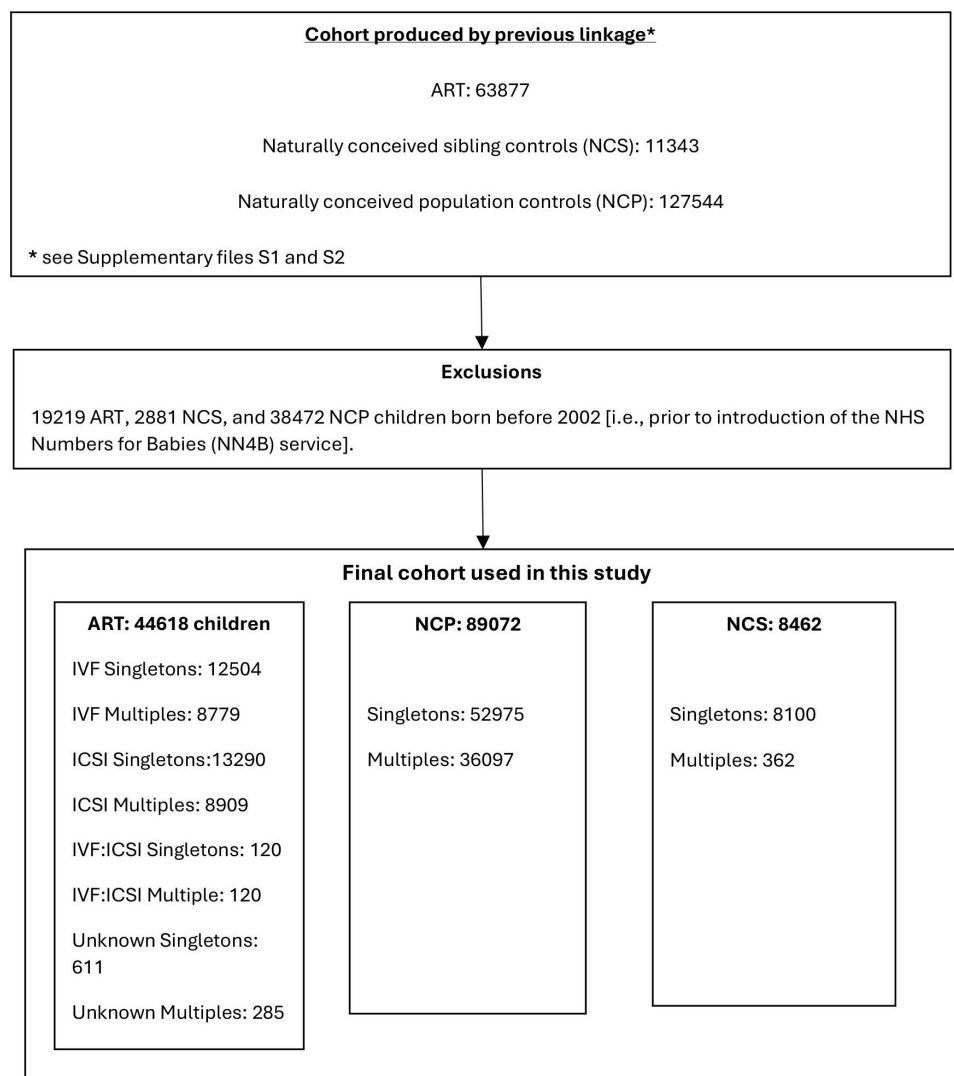 Cohort produced by previous linkage*
ART: 63877
Naturally conceived sibling controls (NCS): 11343
Naturally conceived population controls (NCP): 127544
* see Supplementary files S1 and S2
Exclusions
19219 ART, 2881 NCS, and 38472 NCP children born before 2002 [i.e., prior to introduction of the NHS
Numbers for Babies (NN4B) service].
Final cohort used in this study
ART: 44618 children
IVF Singletons: 12504
IVF Multiples: 8779
ICSI Singletons:13290
ICSI Multiples: 8909
IVF:ICSI Singletons: 120
IVF:ICSI Multiple: 120
Unknown Singletons:
611
Unknown Multiples: 285
NCP: 89072
Singletons: 52975
Multiples: 36097
NCS: 8462
Singletons: 8100
Multiples: 362